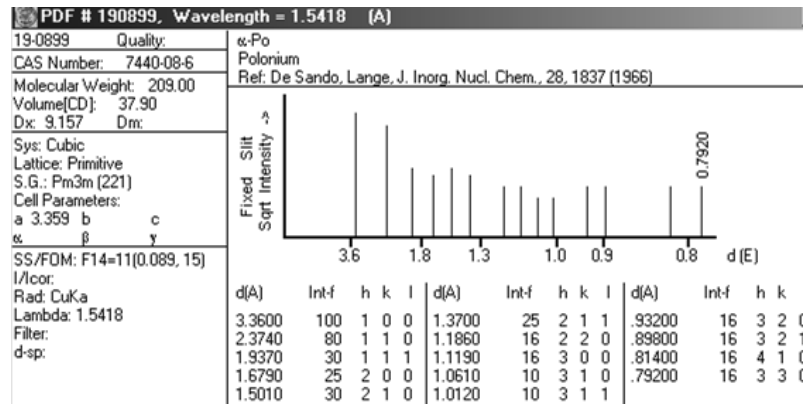 PDF # 190899, Wavelength = 1.5418 (A)
19-0899 Quality:
CAS Number: 7440-08-6
Molecular Weight: 209.00
Volume[CD]: 37.90
Dx: 9.157 Dm:
Sys: Cubic
Lattice: Primitive
S.G.: Pm3m (221)
Cell Parameters:
a 3.359 b c
α β γ
SS/FOM: F14=11(0.089, 15)
I/Icor:
Rad: CuKa
Lambda: 1.5418
Filter:
d-sp:
α-Po
Polonium
Ref: De Sando, Lange, J. Inorg. Nucl. Chem., 28, 1837 (1966)
Fixed Slit
Sqrt Intensity ->
0.7920
3.6 1.8 1.3 1.0 0.9 0.8 d (E)
d(A) Int-f h k l d(A) Int-f h k l d(A) Int-f h k
3.3600 100 1 0 0 1.3700 25 2 1 1 .93200 16 3 2 0
2.3740 80 1 1 0 1.1860 16 2 2 0 .89800 16 3 2 1
1.9370 30 1 1 1 1.1190 16 3 0 0 .81400 16 4 1 0
1.6790 25 2 0 0 1.0610 10 3 1 0 .79200 16 3 3 0
1.5010 30 2 1 0 1.0120 10 3 1 1